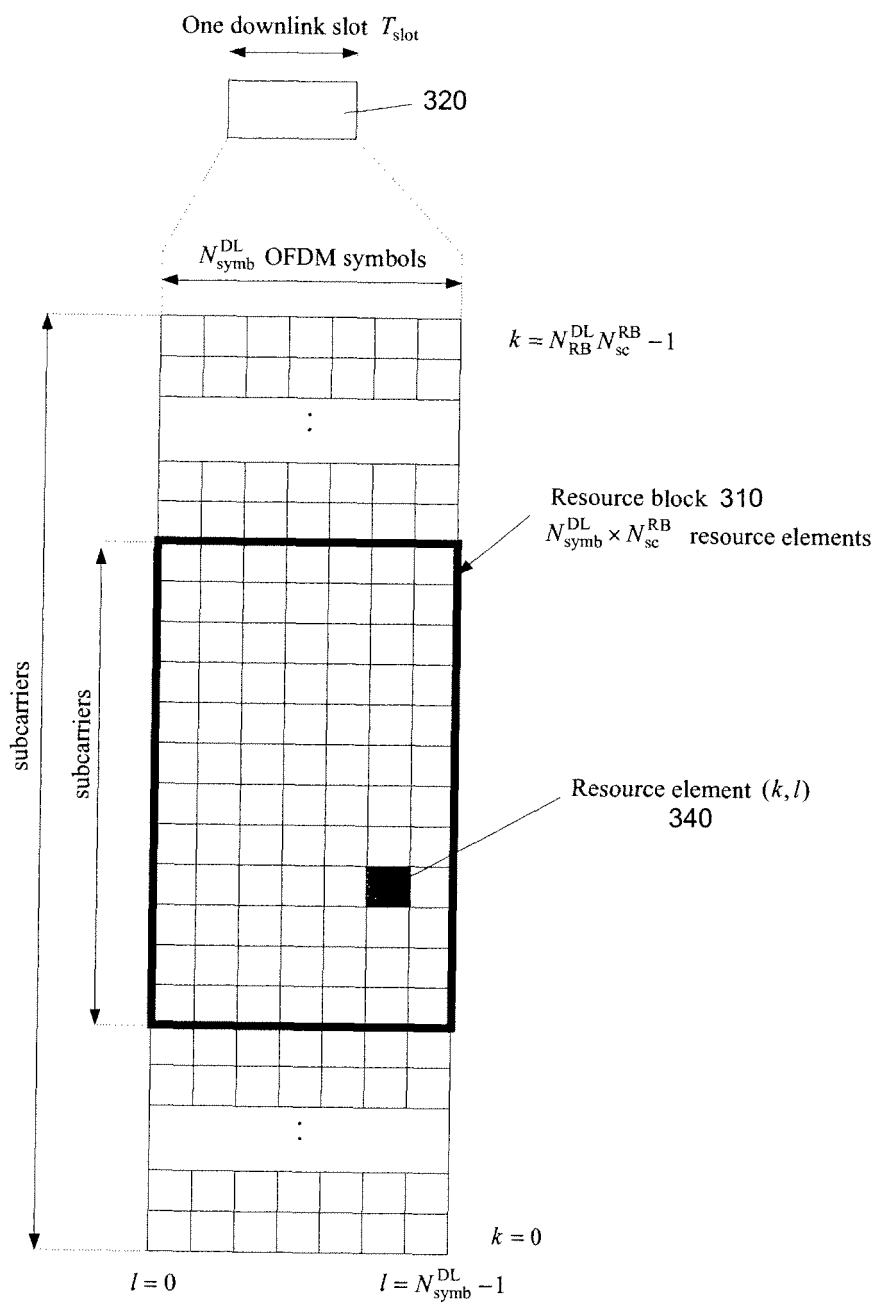 One downlink slot T_slot
320
N_symb^DL OFDM symbols
k = N_RB^DL N_sc^RB −1
Resource block 310
N_symb^DL × N_sc^RB resource elements
subcarriers
subcarriers
Resource element (k, l)
340
k = 0
l = 0
l = N_symb^DL −1